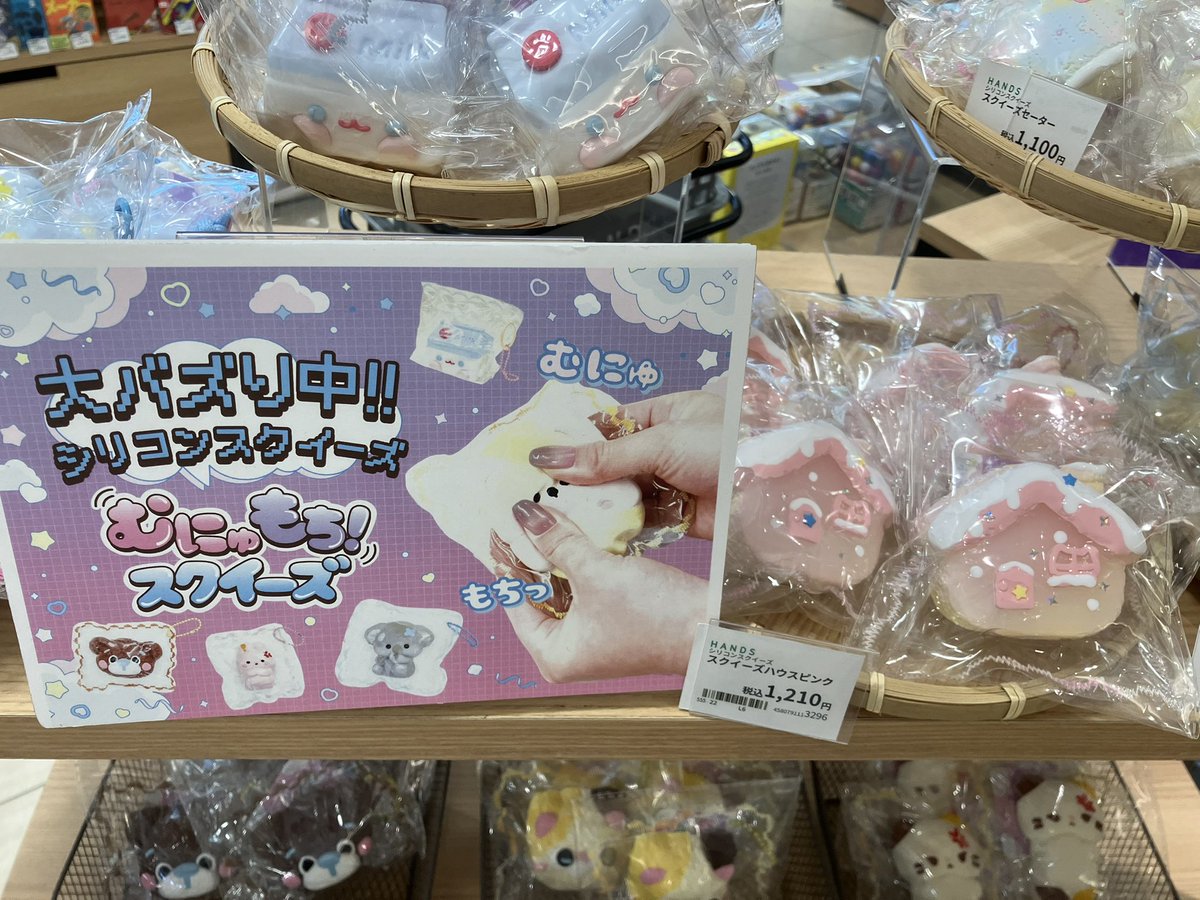 MiLK
HANDS
シリコンスクイーズ
スクイーズセーター
税込1,100円
大バズり中!!
シリコンスクイーズ
むにゅもち!
スクイーズ
むにゅ
もちっ
HANDS
シリコンスクイーズ
スクイーズハウスピンク
税込1,210円
555 22 L6 4580791113296